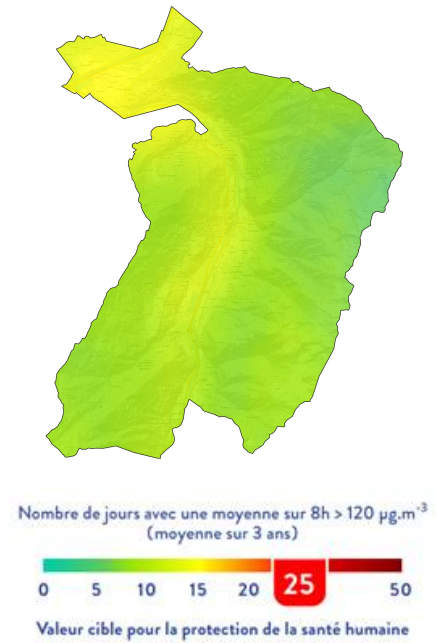 Nombre de jours avec une moyenne sur 8h > 120 µg.m⁻³
(moyenne sur 3 ans)
0 5 10 15 20 25 50
Valeur cible pour la protection de la santé humaine